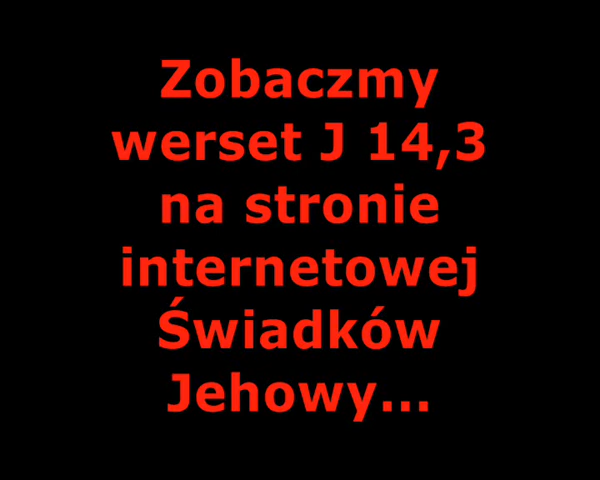 Zobaczmy
werset J 14,3
na stronie
internetowej
Świadków
Jehowy...